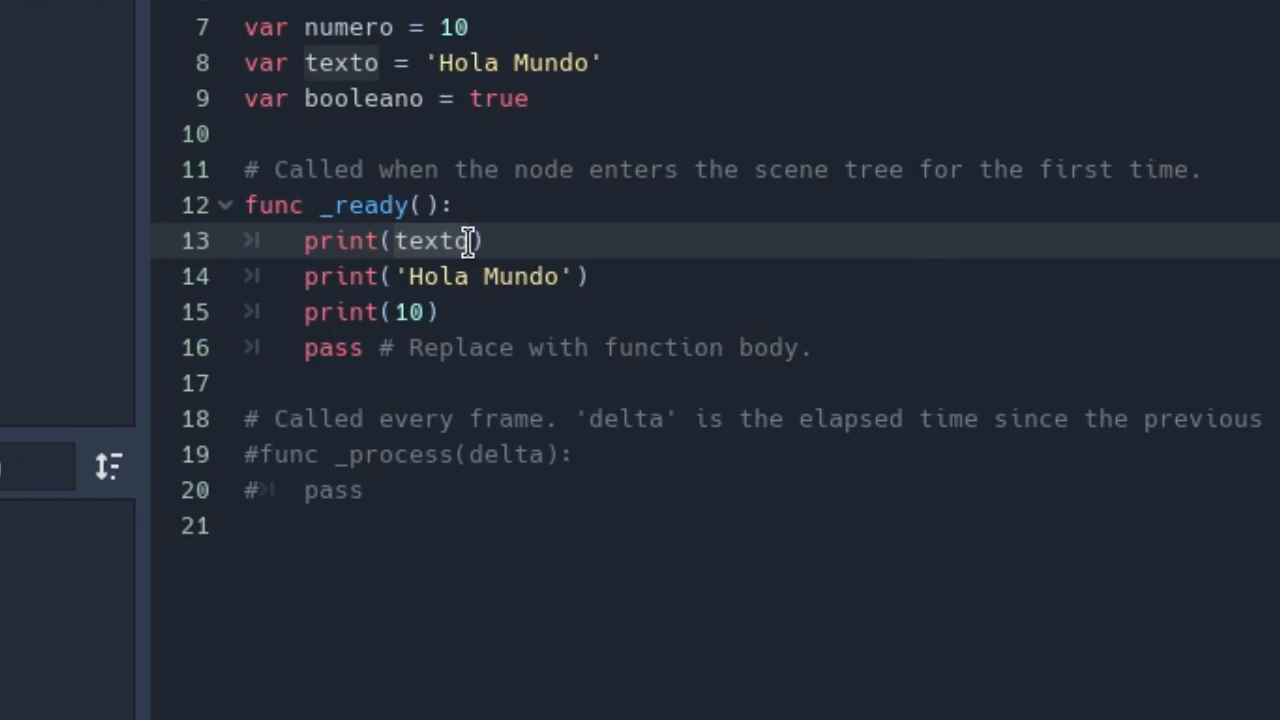 7 var numero = 10
8 var texto = 'Hola Mundo'
9 var booleano = true
10
11 # Called when the node enters the scene tree for the first time.
12 func _ready():
13 print(texto)
14 print('Hola Mundo')
15 print(10)
16 pass # Replace with function body.
17
18 # Called every frame. 'delta' is the elapsed time since the previous
19 #func _process(delta):
20 # pass
21